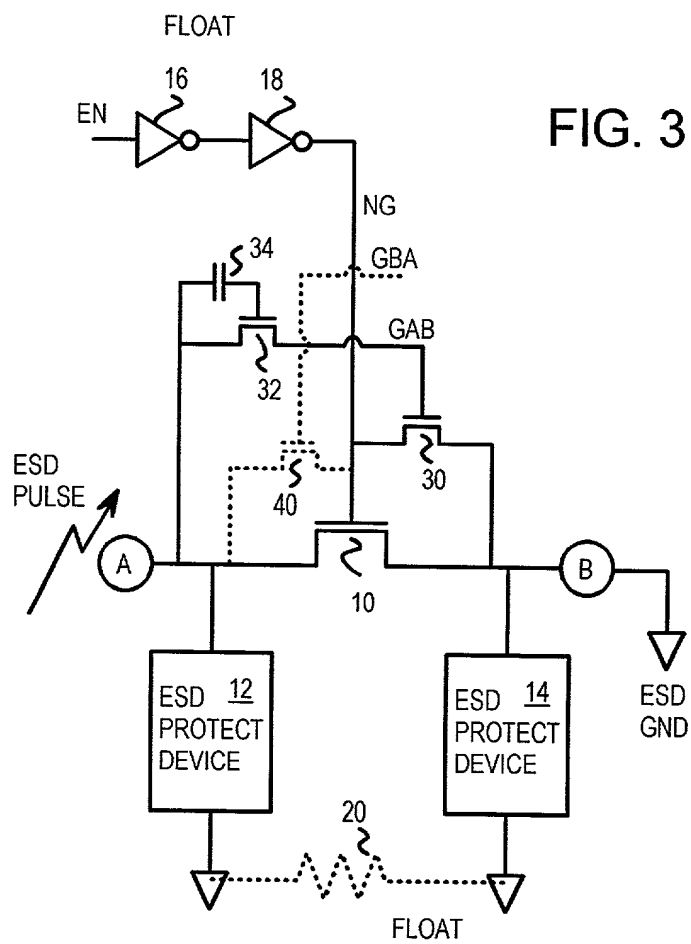 FLOAT
16
18
EN
FIG. 3
NG
34
GBA
GAB
32
30
40
ESD
PULSE
A
B
10
ESD 12
PROTECT
DEVICE
ESD 14
PROTECT
DEVICE
ESD
GND
20
FLOAT